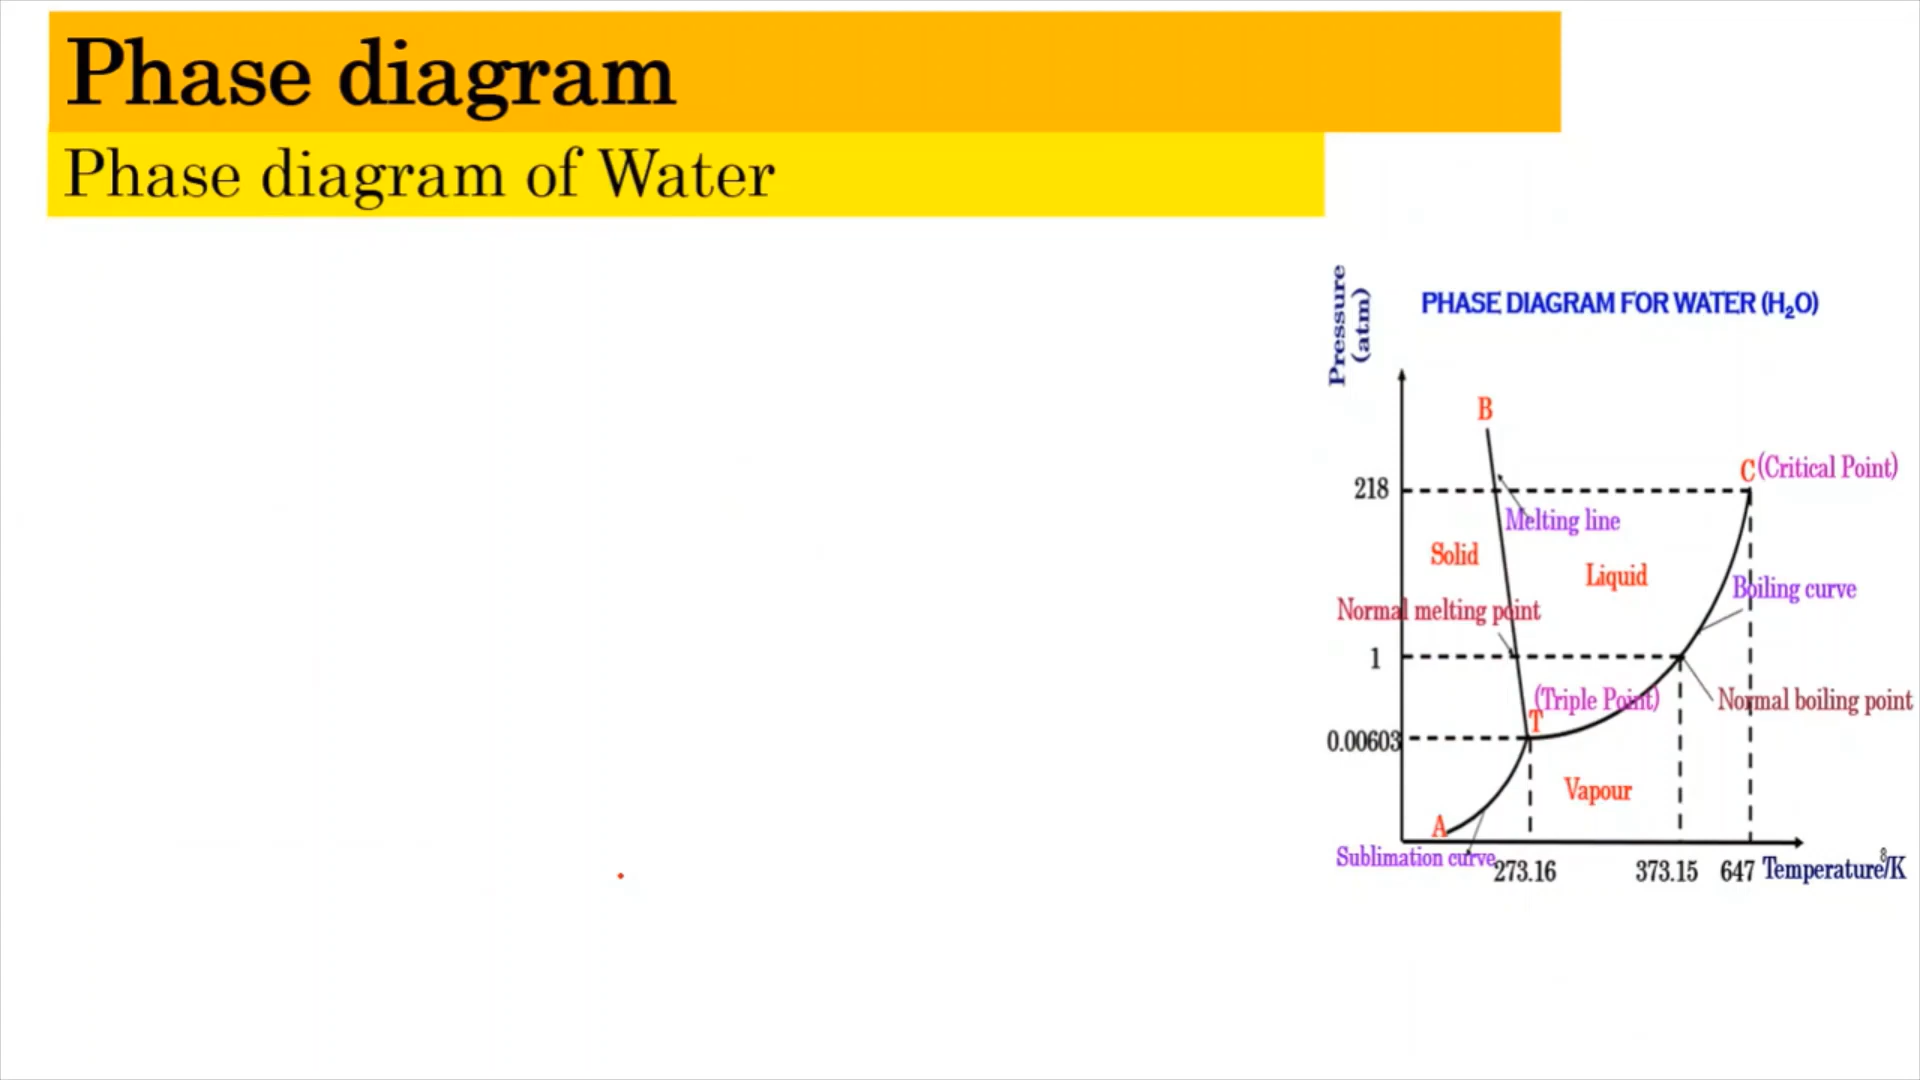 Phase diagram
Phase diagram of Water
Pressure
(atm)
PHASE DIAGRAM FOR WATER (H₂O)
B
C (Critical Point)
218
Melting line
Solid
Liquid
Boiling curve
Normal melting point
1
(Triple Point)
Normal boiling point
T
0.00603
Vapour
A
Sublimation curve
273.16
373.15
647
Temperature/K
8